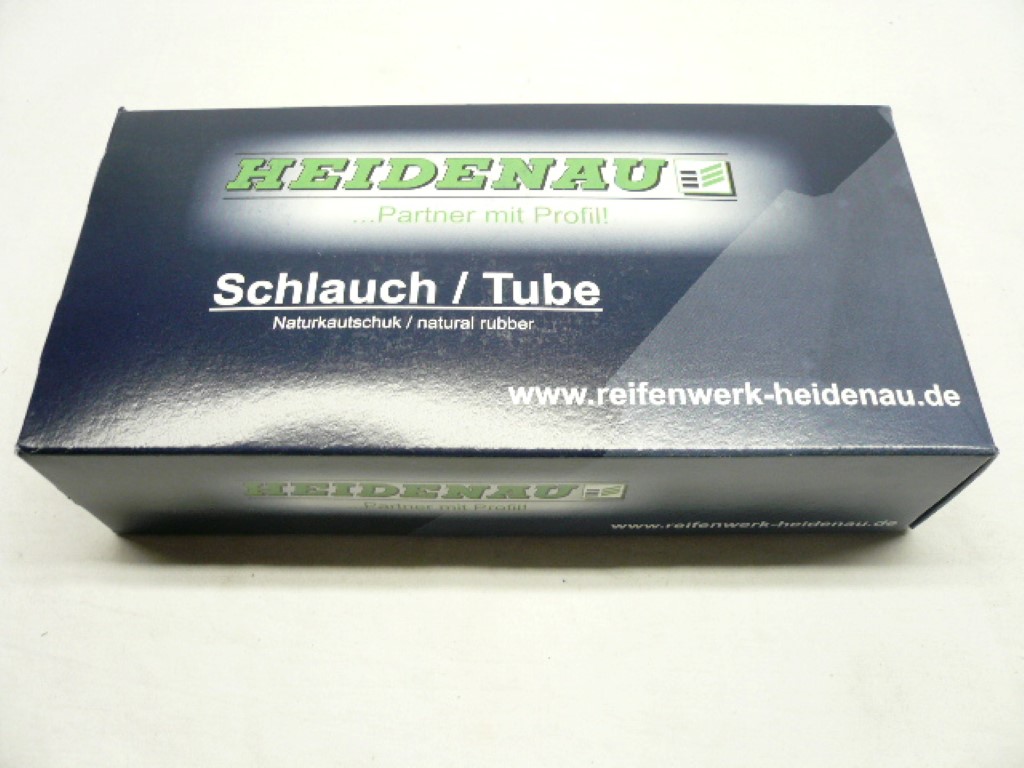 HEIDENAU
...Partner mit Profil!
Schlauch / Tube
Naturkautschuk / natural rubber
www.reifenwerk-heidenau.de
HEIDENAU
Partner mit Profil!
www.reifenwerk-heidenau.de